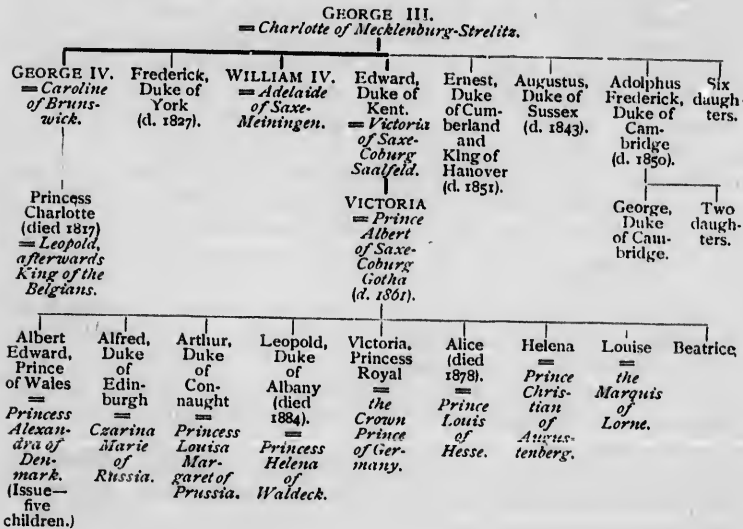 GEORGE III.
= Charlotte of Mecklenburg-Strelitz.
GEORGE IV.
= Caroline
of Bruns-
wick.
Frederick,
Duke of
York
(d. 1827).
WILLIAM IV.
= Adelaide
of Saxe-
Meiningen.
Edward,
Duke of
Kent.
= Victoria
of Saxe-
Coburg
Saalfeld.
Ernest,
Duke
of Cum-
berland
and
King of
Hanover
(d. 1851).
Augustus,
Duke of
Sussex
(d. 1843).
Adolphus
Frederick,
Duke of
Cam-
bridge
(d. 1850).
Six
daugh-
ters.
Princess
Charlotte
(died 1817)
= Leopold,
afterwards
King of the
Belgians.
VICTORIA
= Prince
Albert
of Saxe-
Coburg
Gotha
(d. 1861).
George,
Duke
of Cam-
bridge.
Two
daugh-
ters.
Albert
Edward,
Prince
of Wales
=
Princess
Alexan-
dra of
Den-
mark.
(Issue—
five
children.)
Alfred,
Duke
of
Edin-
burgh
=
Czarina
Marie
of
Russia.
Arthur,
Duke
of
Con-
naught
=
Princess
Louisa
Mar-
garet of
Prussia.
Leopold,
Duke
of
Albany
(died
1884).
=
Princess
Helena
of
Waldeck.
Victoria,
Princess
Royal
=
the
Crown
Prince
of Ger-
many.
Alice
(died
1878).
=
Prince
Louis
of
Hesse.
Helena
=
Prince
Chris-
tian
of
Augus-
tenberg.
Louise
=
the
Marquis
of
Lorne.
Beatrice,